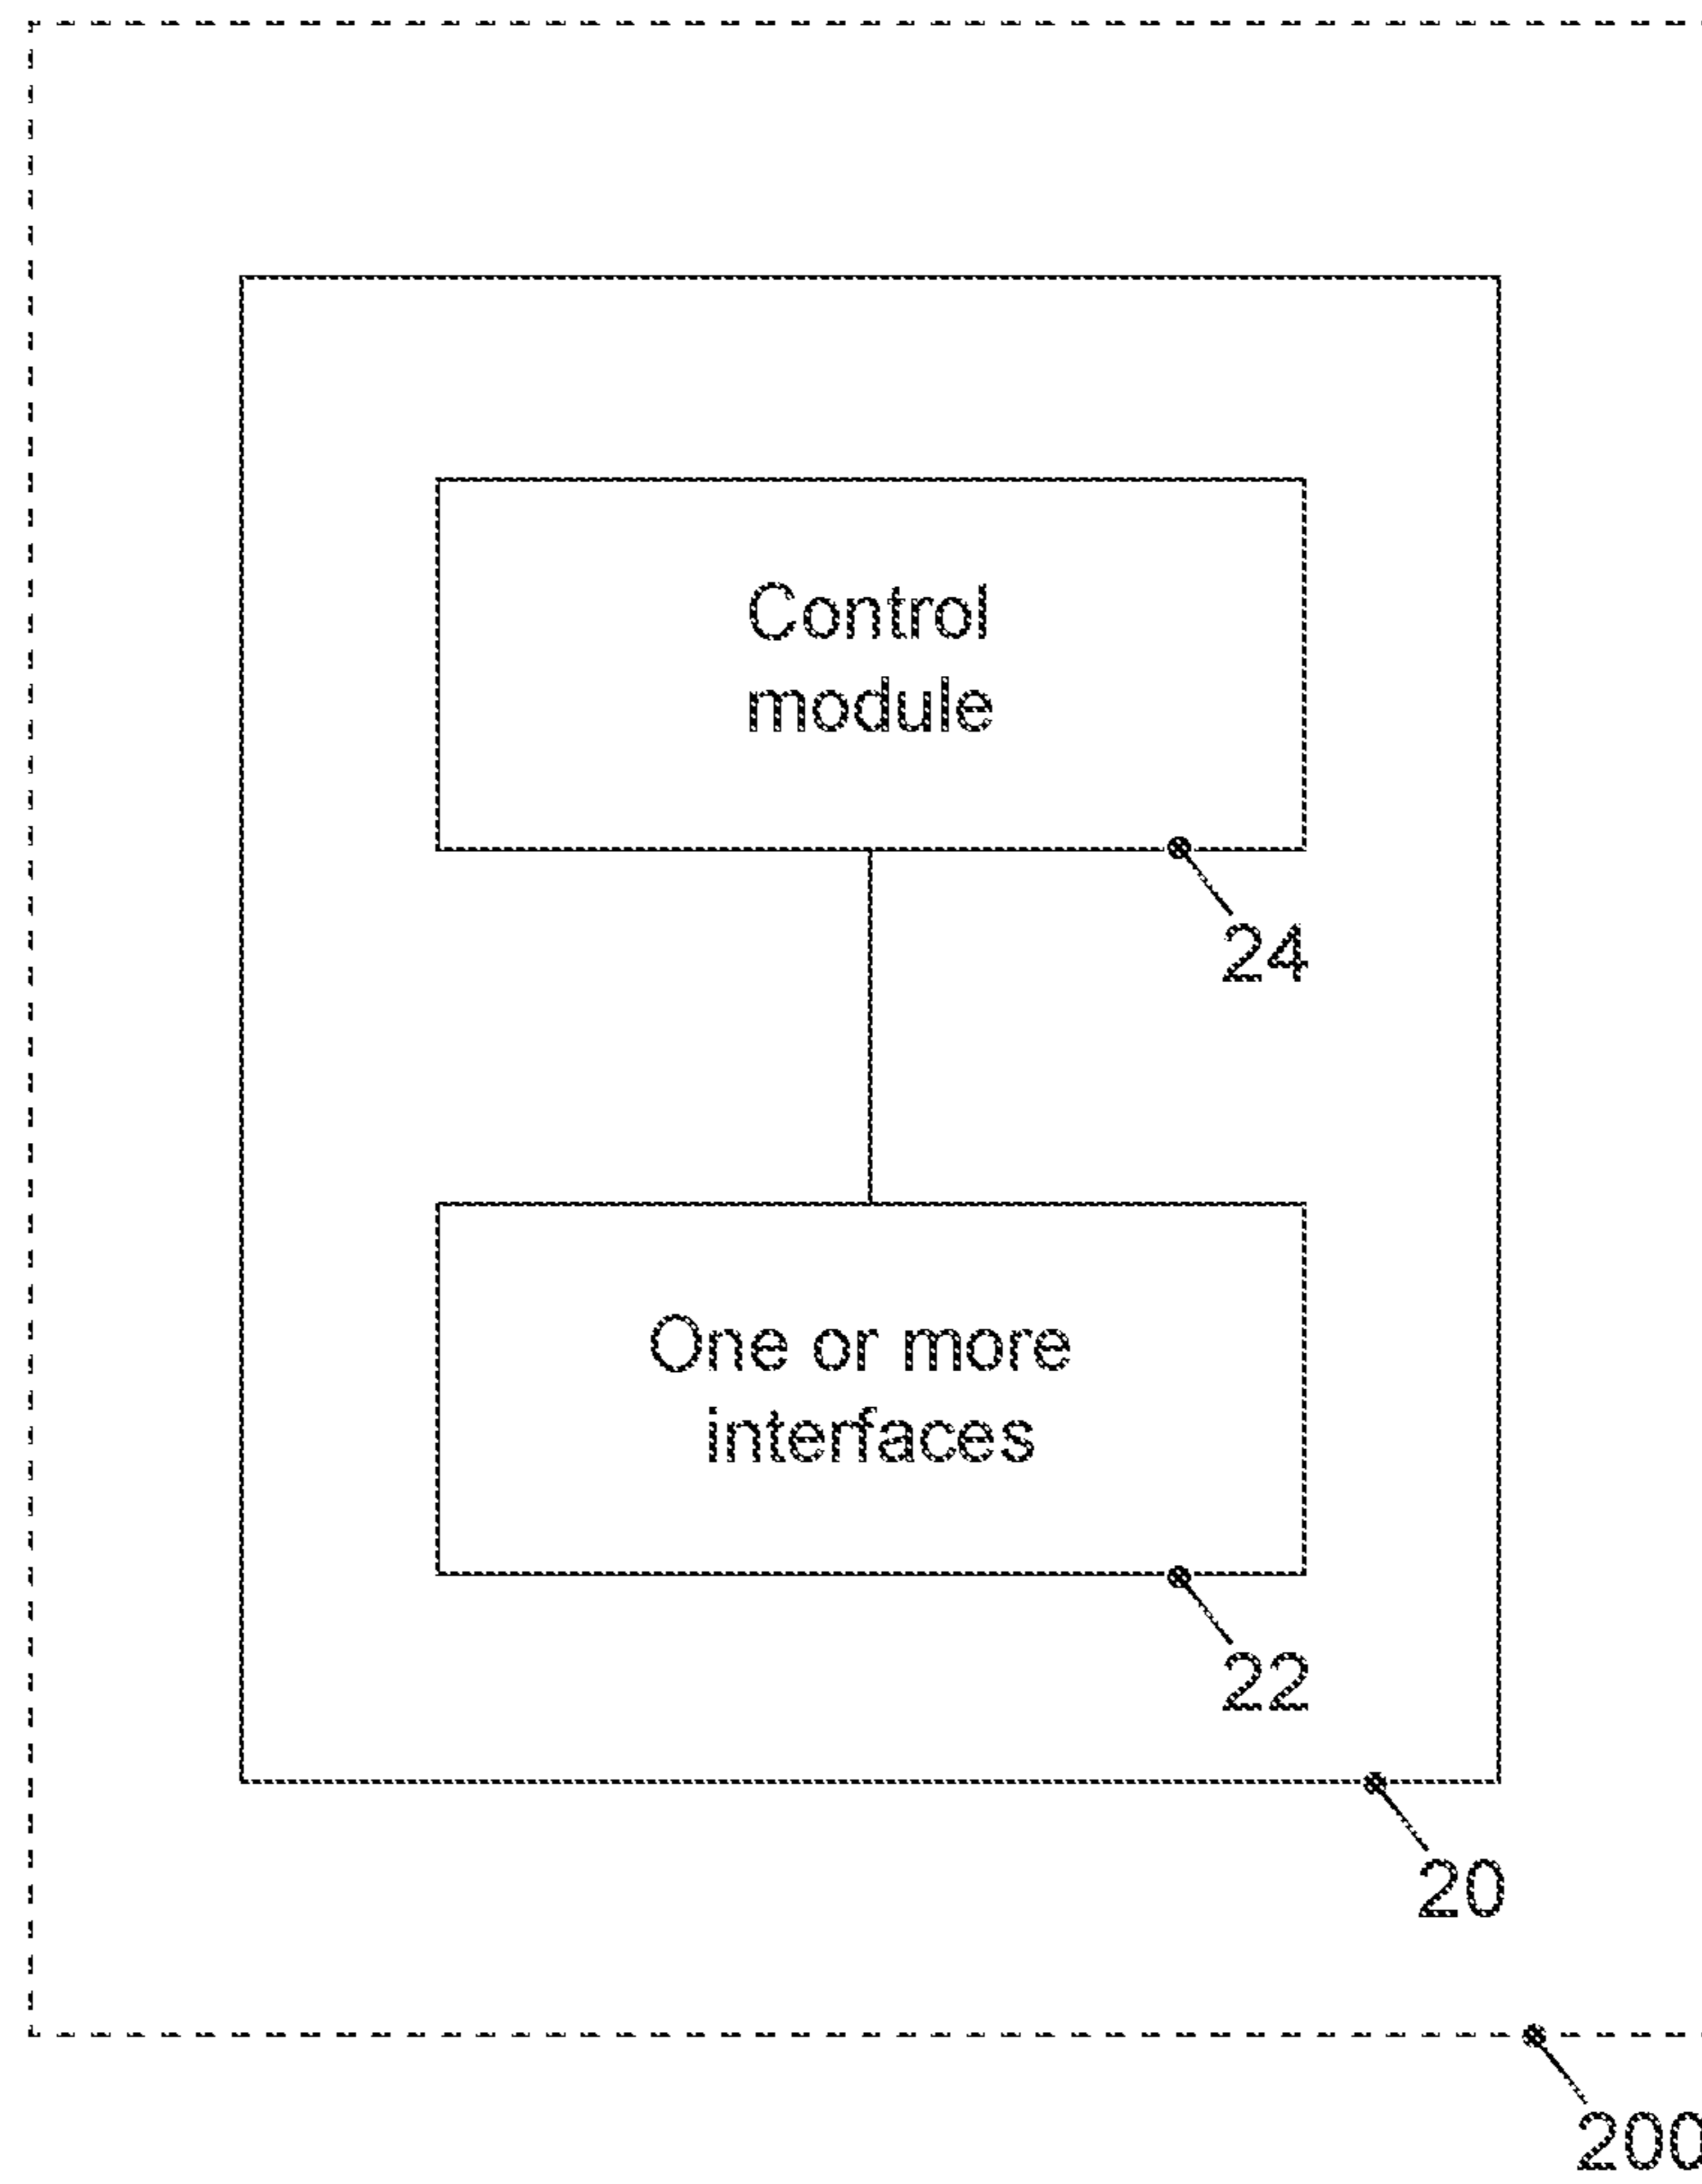 Control
module
24
One or more
interfaces
22
20
200